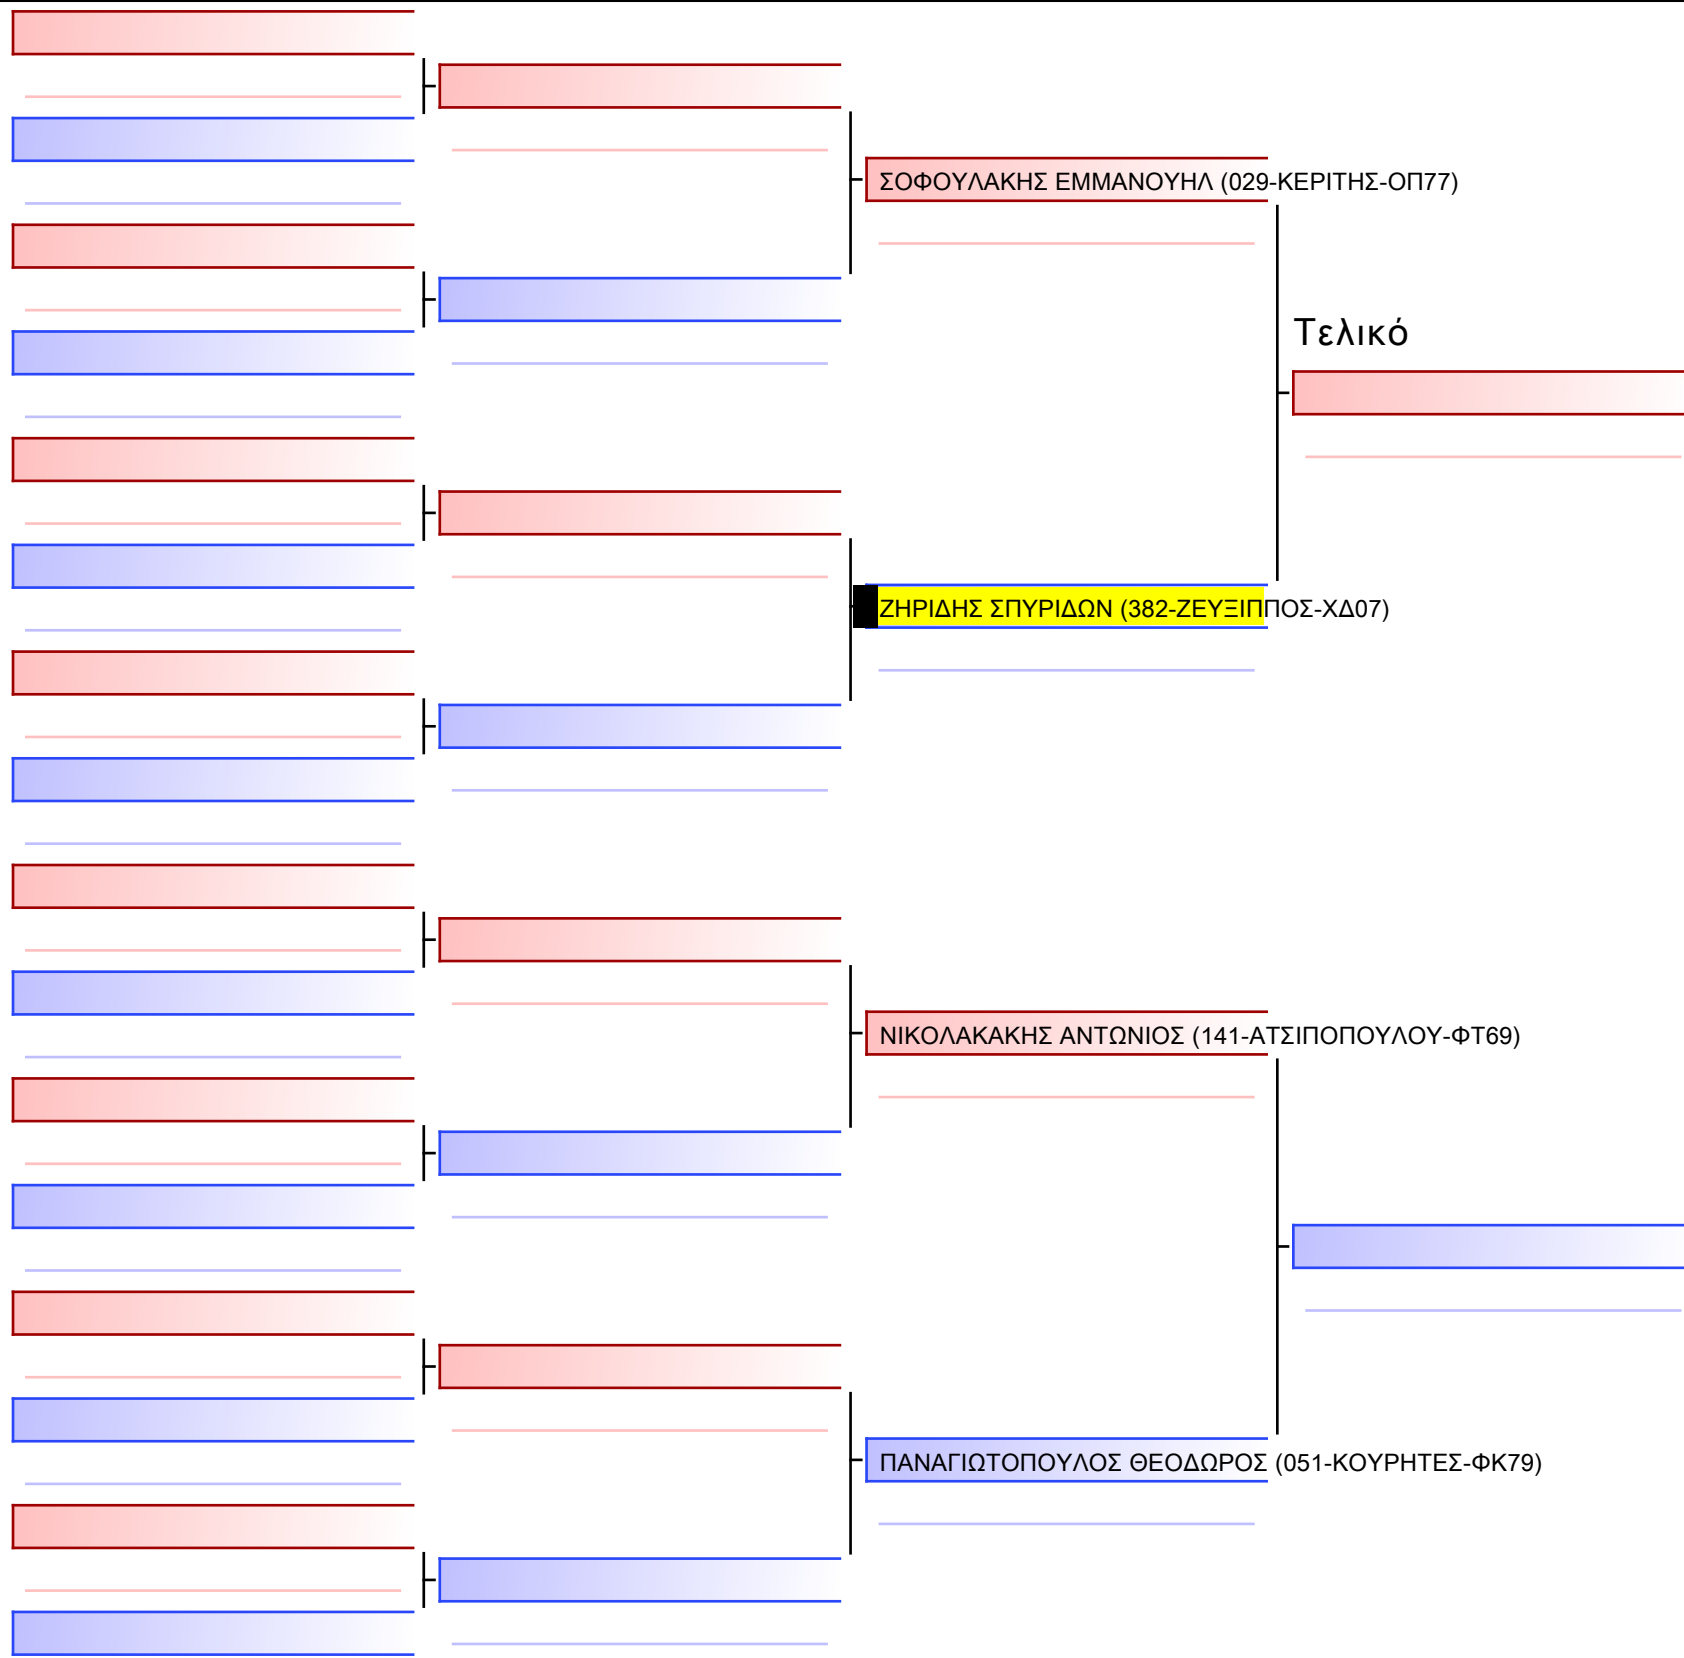 ΣΟΦΟΥΛΑΚΗΣ ΕΜΜΑΝΟΥΗΛ (029-ΚΕΡΙΤΗΣ-ΟΠ77)
Τελικό
ΖΗΡΙΔΗΣ ΣΠΥΡΙΔΩΝ (382-ΖΕΥΞΙΠΠΟΣ-ΧΔ07)
ΝΙΚΟΛΑΚΑΚΗΣ ΑΝΤΩΝΙΟΣ (141-ΑΤΣΙΠΟΠΟΥΛΟΥ-ΦΤ69)
ΠΑΝΑΓΙΩΤΟΠΟΥΛΟΣ ΘΕΟΔΩΡΟΣ (051-ΚΟΥΡΗΤΕΣ-ΦΚ79)